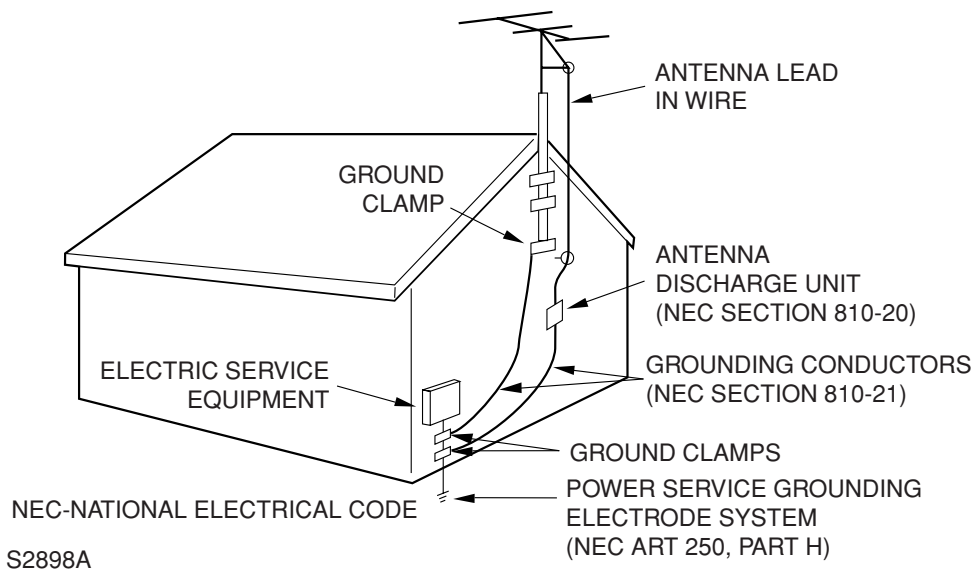 ANTENNA LEAD
IN WIRE
GROUND
CLAMP
ANTENNA
DISCHARGE UNIT
(NEC SECTION 810-20)
ELECTRIC SERVICE
EQUIPMENT
GROUNDING CONDUCTORS
(NEC SECTION 810-21)
GROUND CLAMPS
POWER SERVICE GROUNDING
ELECTRODE SYSTEM
(NEC ART 250, PART H)
NEC-NATIONAL ELECTRICAL CODE
S2898A